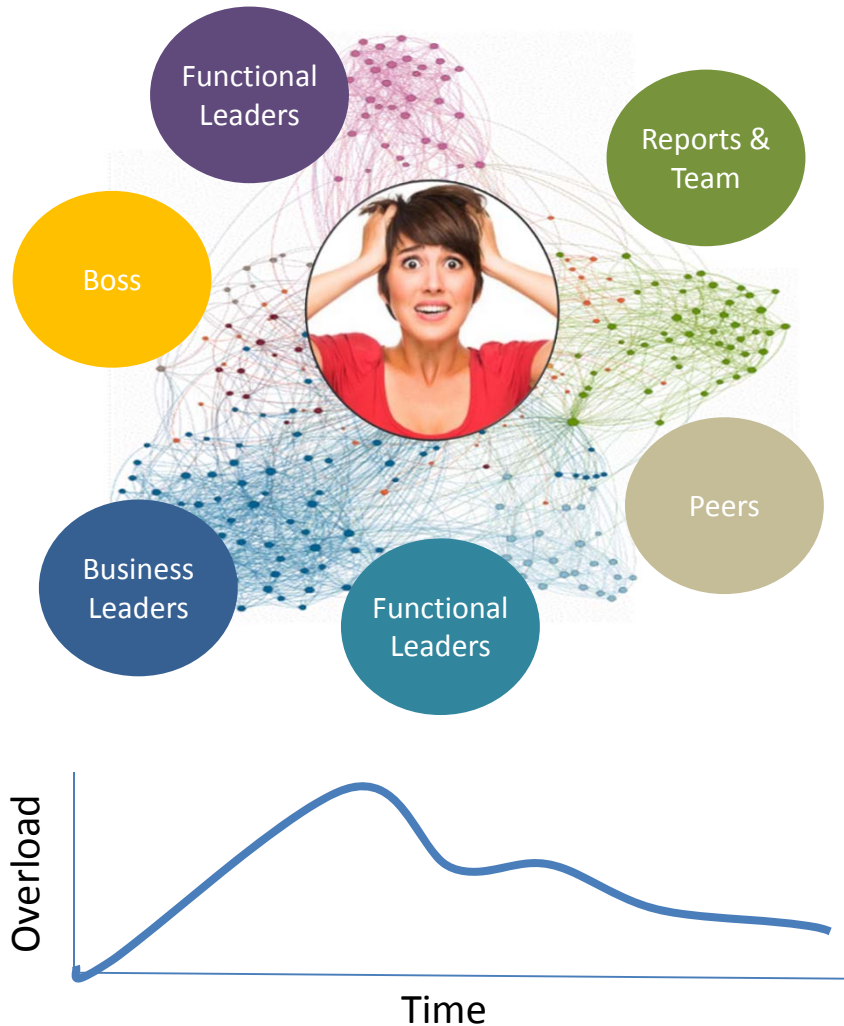 Functional
Leaders
Reports &
Team
Boss
Peers
Business
Leaders
Functional
Leaders
Overload
Time